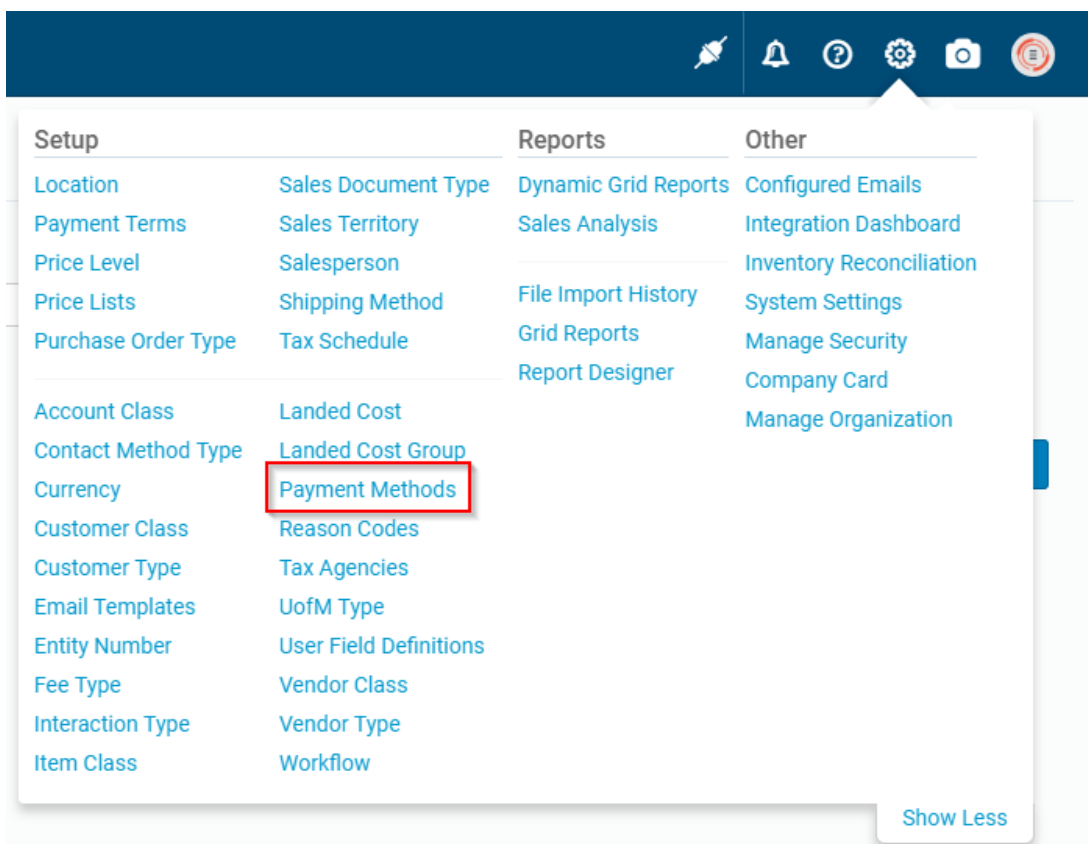 Setup
Location
Payment Terms
Price Level
Price Lists
Purchase Order Type
Sales Document Type
Sales Territory
Salesperson
Shipping Method
Tax Schedule
Account Class
Contact Method Type
Currency
Customer Class
Customer Type
Email Templates
Entity Number
Fee Type
Interaction Type
Item Class
Landed Cost
Landed Cost Group
Payment Methods
Reason Codes
Tax Agencies
UofM Type
User Field Definitions
Vendor Class
Vendor Type
Workflow
Reports
Dynamic Grid Reports
Sales Analysis
File Import History
Grid Reports
Report Designer
Other
Configured Emails
Integration Dashboard
Inventory Reconciliation
System Settings
Manage Security
Company Card
Manage Organization
Show Less